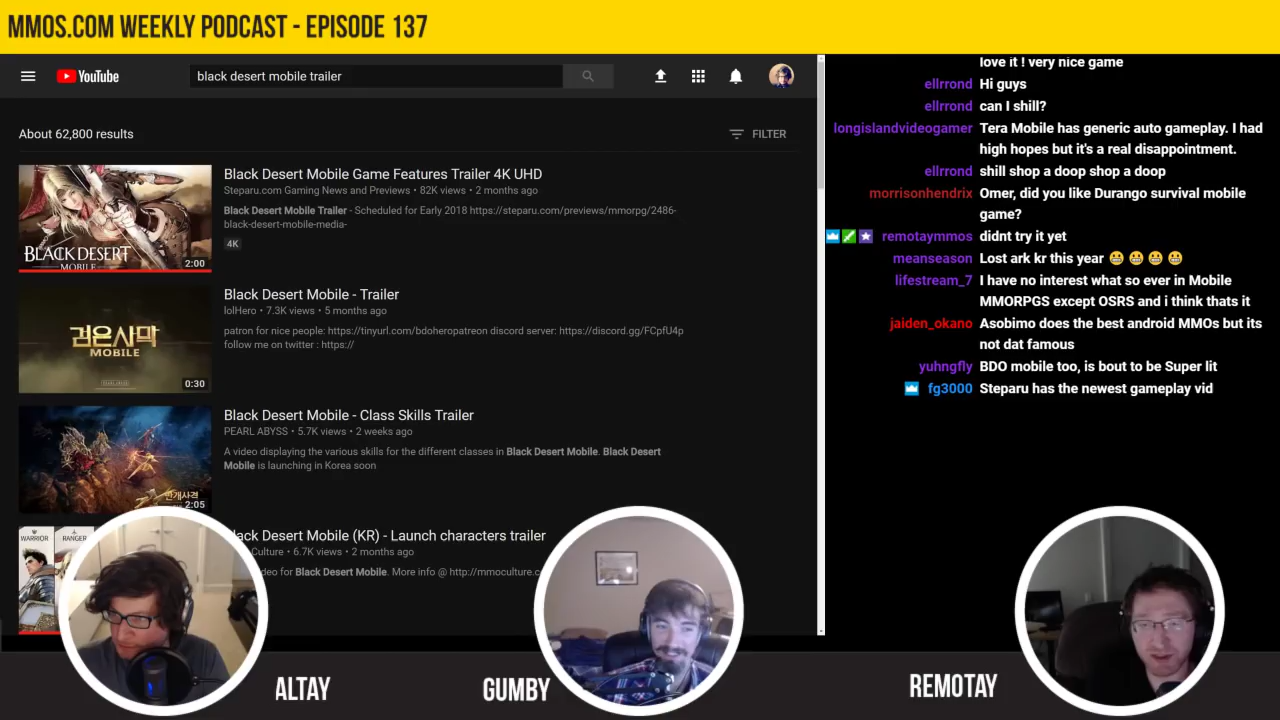 MMOS.COM WEEKLY PODCAST - EPISODE 137
YouTube
black desert mobile trailer
About 62,800 results
FILTER
BLACK DESERT
MOBILE
2:00
Black Desert Mobile Game Features Trailer 4K UHD
Steparu.com Gaming News and Previews • 82K views • 2 months ago
Black Desert Mobile Trailer - Scheduled for Early 2018 https://steparu.com/previews/mmorpg/2486-
black-desert-mobile-media-
4K
검은사막
MOBILE
0:30
Black Desert Mobile - Trailer
lolHero • 7.3K views • 5 months ago
patron for nice people: https://tinyurl.com/bdoheropatreon discord server: https://discord.gg/FCpfU4p
follow me on twitter : https://
2:05
Black Desert Mobile - Class Skills Trailer
PEARL ABYSS • 5.7K views • 2 weeks ago
A video displaying the various skills for the different classes in Black Desert Mobile. Black Desert
Mobile is launching in Korea soon
WARRIOR
RANGER
ack Desert Mobile (KR) - Launch characters trailer
Culture • 6.7K views • 2 months ago
deo for Black Desert Mobile. More info @ http://mmoculture.c
love it ! very nice game
ellrrond Hi guys
ellrrond can I shill?
longislandvideogamer Tera Mobile has generic auto gameplay. I had
high hopes but it's a real disappointment.
ellrrond shill shop a doop shop a doop
morrisonhendrix Omer, did you like Durango survival mobile
game?
remotaymmos didnt try it yet
meanseason Lost ark kr this year 😬 😬 😬 😬
lifestream_7 I have no interest what so ever in Mobile
MMORPGS except OSRS and i think thats it
jaiden_okano Asobimo does the best android MMOs but its
not dat famous
yuhngfly BDO mobile too, is bout to be Super lit
fg3000 Steparu has the newest gameplay vid
ALTAY
GUMBY
REMOTAY